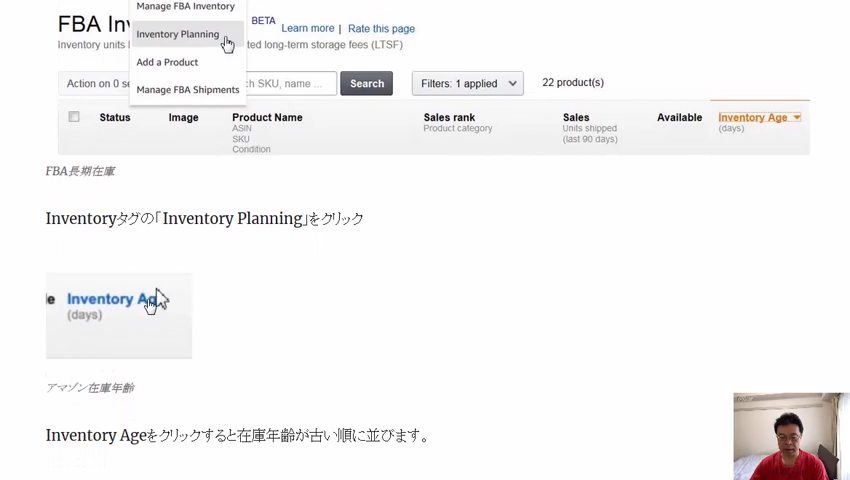 Manage FBA Inventory
FBA Inv
BETA
Learn more | Rate this page
Inventory Planning
Inventory units
ted long-term storage fees (LTSF)
Add a Product
Action on 0 se
ch SKU, name ...
Search
Filters: 1 applied
22 product(s)
Manage FBA Shipments
Status
Image
Product Name
Sales rank
Sales
Available
Inventory Age
ASIN
Product category
Units shipped
(days)
SKU
(last 90 days)
Condition
FBA長期在庫
Inventoryタグの「Inventory Planning」をクリック
le
Inventory Ag
(days)
アマゾン在庫年齢
Inventory Ageをクリックすると在庫年齢が古い順に並びます。